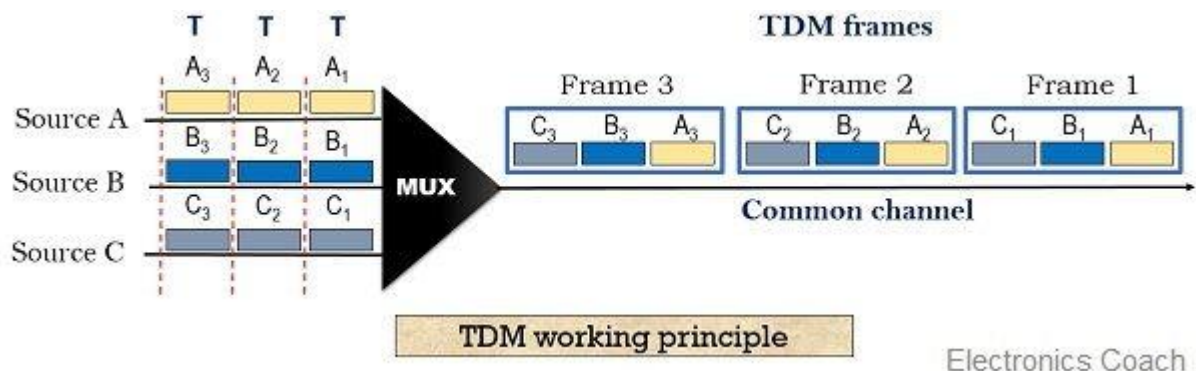 T T T
TDM frames
A₃ A₂ A₁
Frame 3 Frame 2 Frame 1
Source A
C₃ B₃ A₃ C₂ B₂ A₂ C₁ B₁ A₁
B₃ B₂ B₁
Source B
MUX
C₃ C₂ C₁
Common channel
Source C
TDM working principle
Electronics Coach